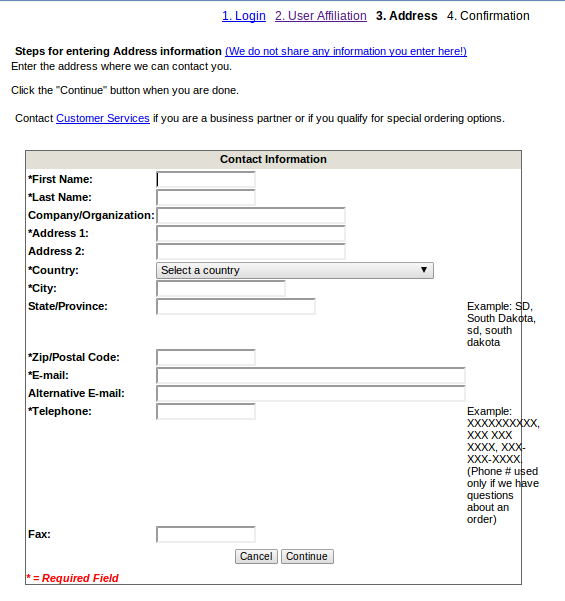 1. Login 2. User Affiliation 3. Address 4. Confirmation
Steps for entering Address information (We do not share any information you enter here!)
Enter the address where we can contact you.
Click the "Continue" button when you are done.
Contact Customer Services if you are a business partner or if you qualify for special ordering options.
Contact Information
*First Name:
*Last Name:
Company/Organization:
*Address 1:
Address 2:
*Country: Select a country
*City:
State/Province:
Example: SD,
South Dakota,
sd, south
dakota
*Zip/Postal Code:
*E-mail:
Alternative E-mail:
*Telephone:
Example:
XXXXXXXXXX,
XXX XXX
XXXX, XXX-
XXX-XXXX.
(Phone # used
only if we have
questions
about an
order)
Fax:
Cancel Continue
* = Required Field